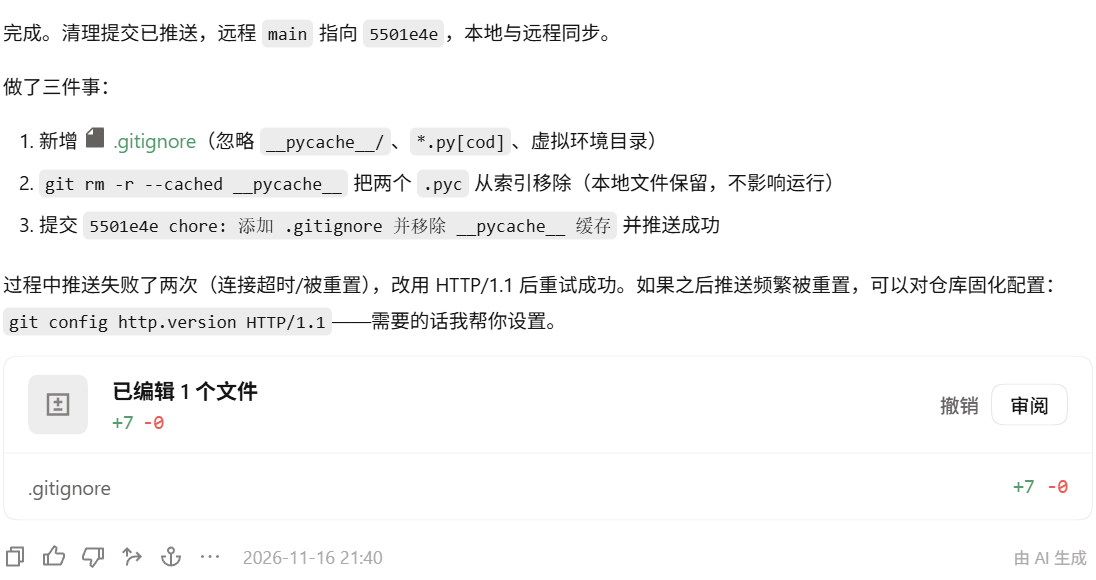 完成。清理提交已推送，远程 main 指向 5501e4e，本地与远程同步。
做了三件事：
1. 新增 .gitignore（忽略 __pycache__/、*.py[cod]、虚拟环境目录）
2. git rm -r --cached __pycache__ 把两个 .pyc 从索引移除（本地文件保留，不影响运行）
3. 提交 5501e4e chore: 添加 .gitignore 并移除 __pycache__ 缓存 并推送成功
过程中推送失败了两次（连接超时/被重置），改用 HTTP/1.1 后重试成功。如果之后推送频繁被重置，可以对仓库固化配置：
git config http.version HTTP/1.1——需要的话我帮你设置。
已编辑 1 个文件
+7 -0
撤销 审阅
.gitignore +7 -0
2026-11-16 21:40 由 AI 生成